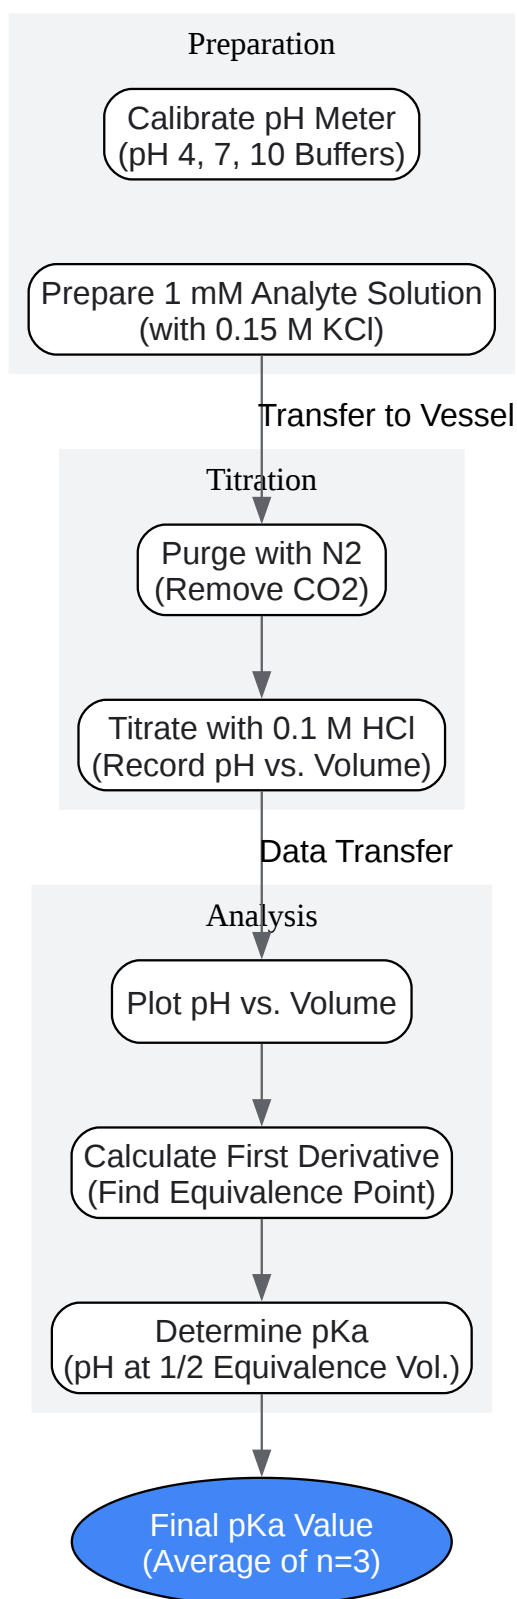 Preparation
Calibrate pH Meter
(pH 4, 7, 10 Buffers)
Prepare 1 mM Analyte Solution
(with 0.15 M KCl)
Transfer to Vessel
Titration
Purge with N2
(Remove CO2)
Titrate with 0.1 M HCl
(Record pH vs. Volume)
Data Transfer
Analysis
Plot pH vs. Volume
Calculate First Derivative
(Find Equivalence Point)
Determine pKa
(pH at 1/2 Equivalence Vol.)
Final pKa Value
(Average of n=3)